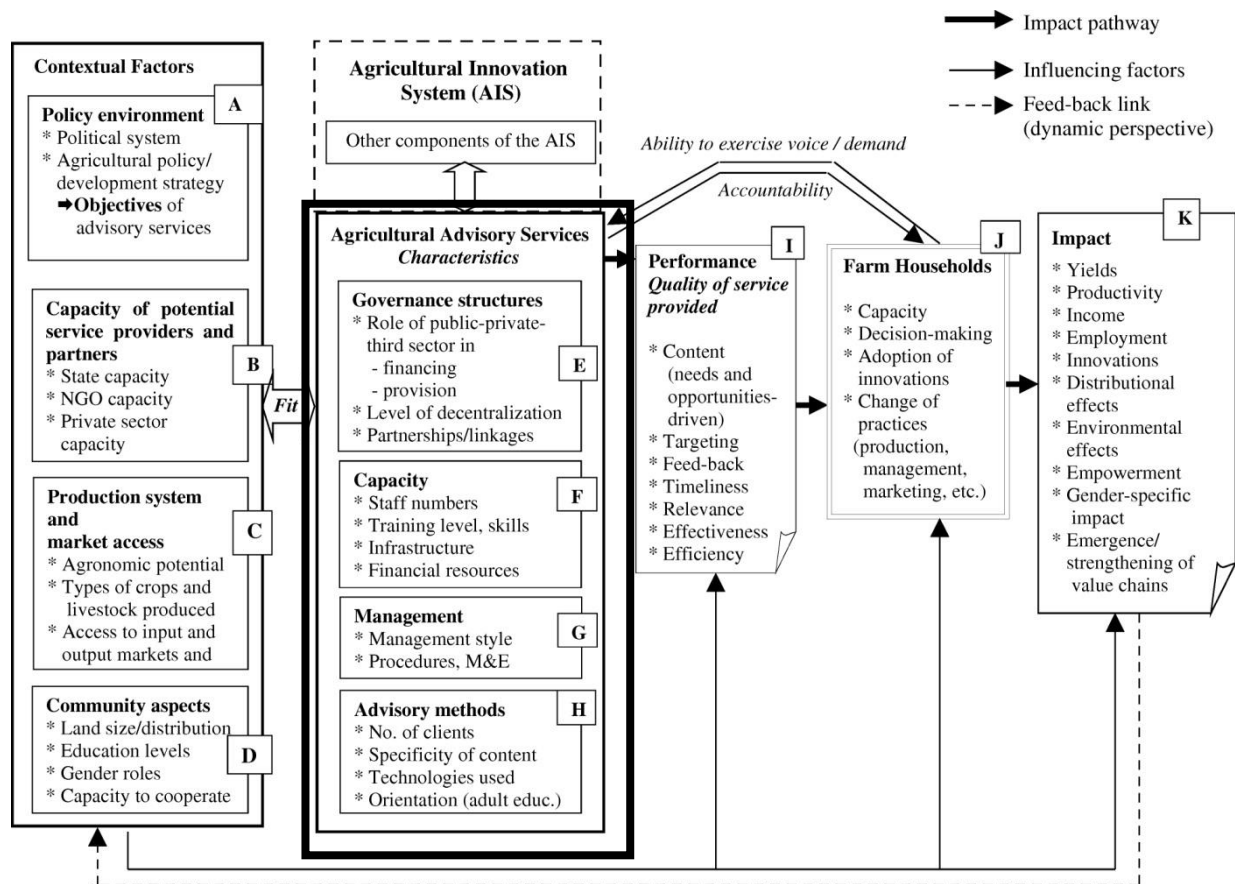 Impact pathway
Influencing factors
Feed-back link
(dynamic perspective)
Contextual Factors
A
Policy environment
* Political system
* Agricultural policy/
development strategy
➡Objectives of
advisory services
Capacity of potential
service providers and
partners
B
* State capacity
* NGO capacity
* Private sector
capacity
Production system
and
market access
C
* Agronomic potential
* Types of crops and
livestock produced
* Access to input and
output markets and
Community aspects
* Land size/distribution
* Education levels
D
* Gender roles
* Capacity to cooperate
Fit
Agricultural Innovation
System (AIS)
Other components of the AIS
Agricultural Advisory Services
Characteristics
Governance structures
* Role of public-private-
third sector in
- financing
E
- provision
* Level of decentralization
* Partnerships/linkages
Capacity
F
* Staff numbers
* Training level, skills
* Infrastructure
* Financial resources
Management
G
* Management style
* Procedures, M&E
Advisory methods
H
* No. of clients
* Specificity of content
* Technologies used
* Orientation (adult educ.)
Ability to exercise voice / demand
Accountability
I
Performance
Quality of service
provided
* Content
(needs and
opportunities-
driven)
* Targeting
* Feed-back
* Timeliness
* Relevance
* Effectiveness
* Efficiency
J
Farm Households
* Capacity
* Decision-making
* Adoption of
innovations
* Change of
practices
(production,
management,
marketing, etc.)
K
Impact
* Yields
* Productivity
* Income
* Employment
* Innovations
* Distributional
effects
* Environmental
effects
* Empowerment
* Gender-specific
impact
* Emergence/
strengthening of
value chains